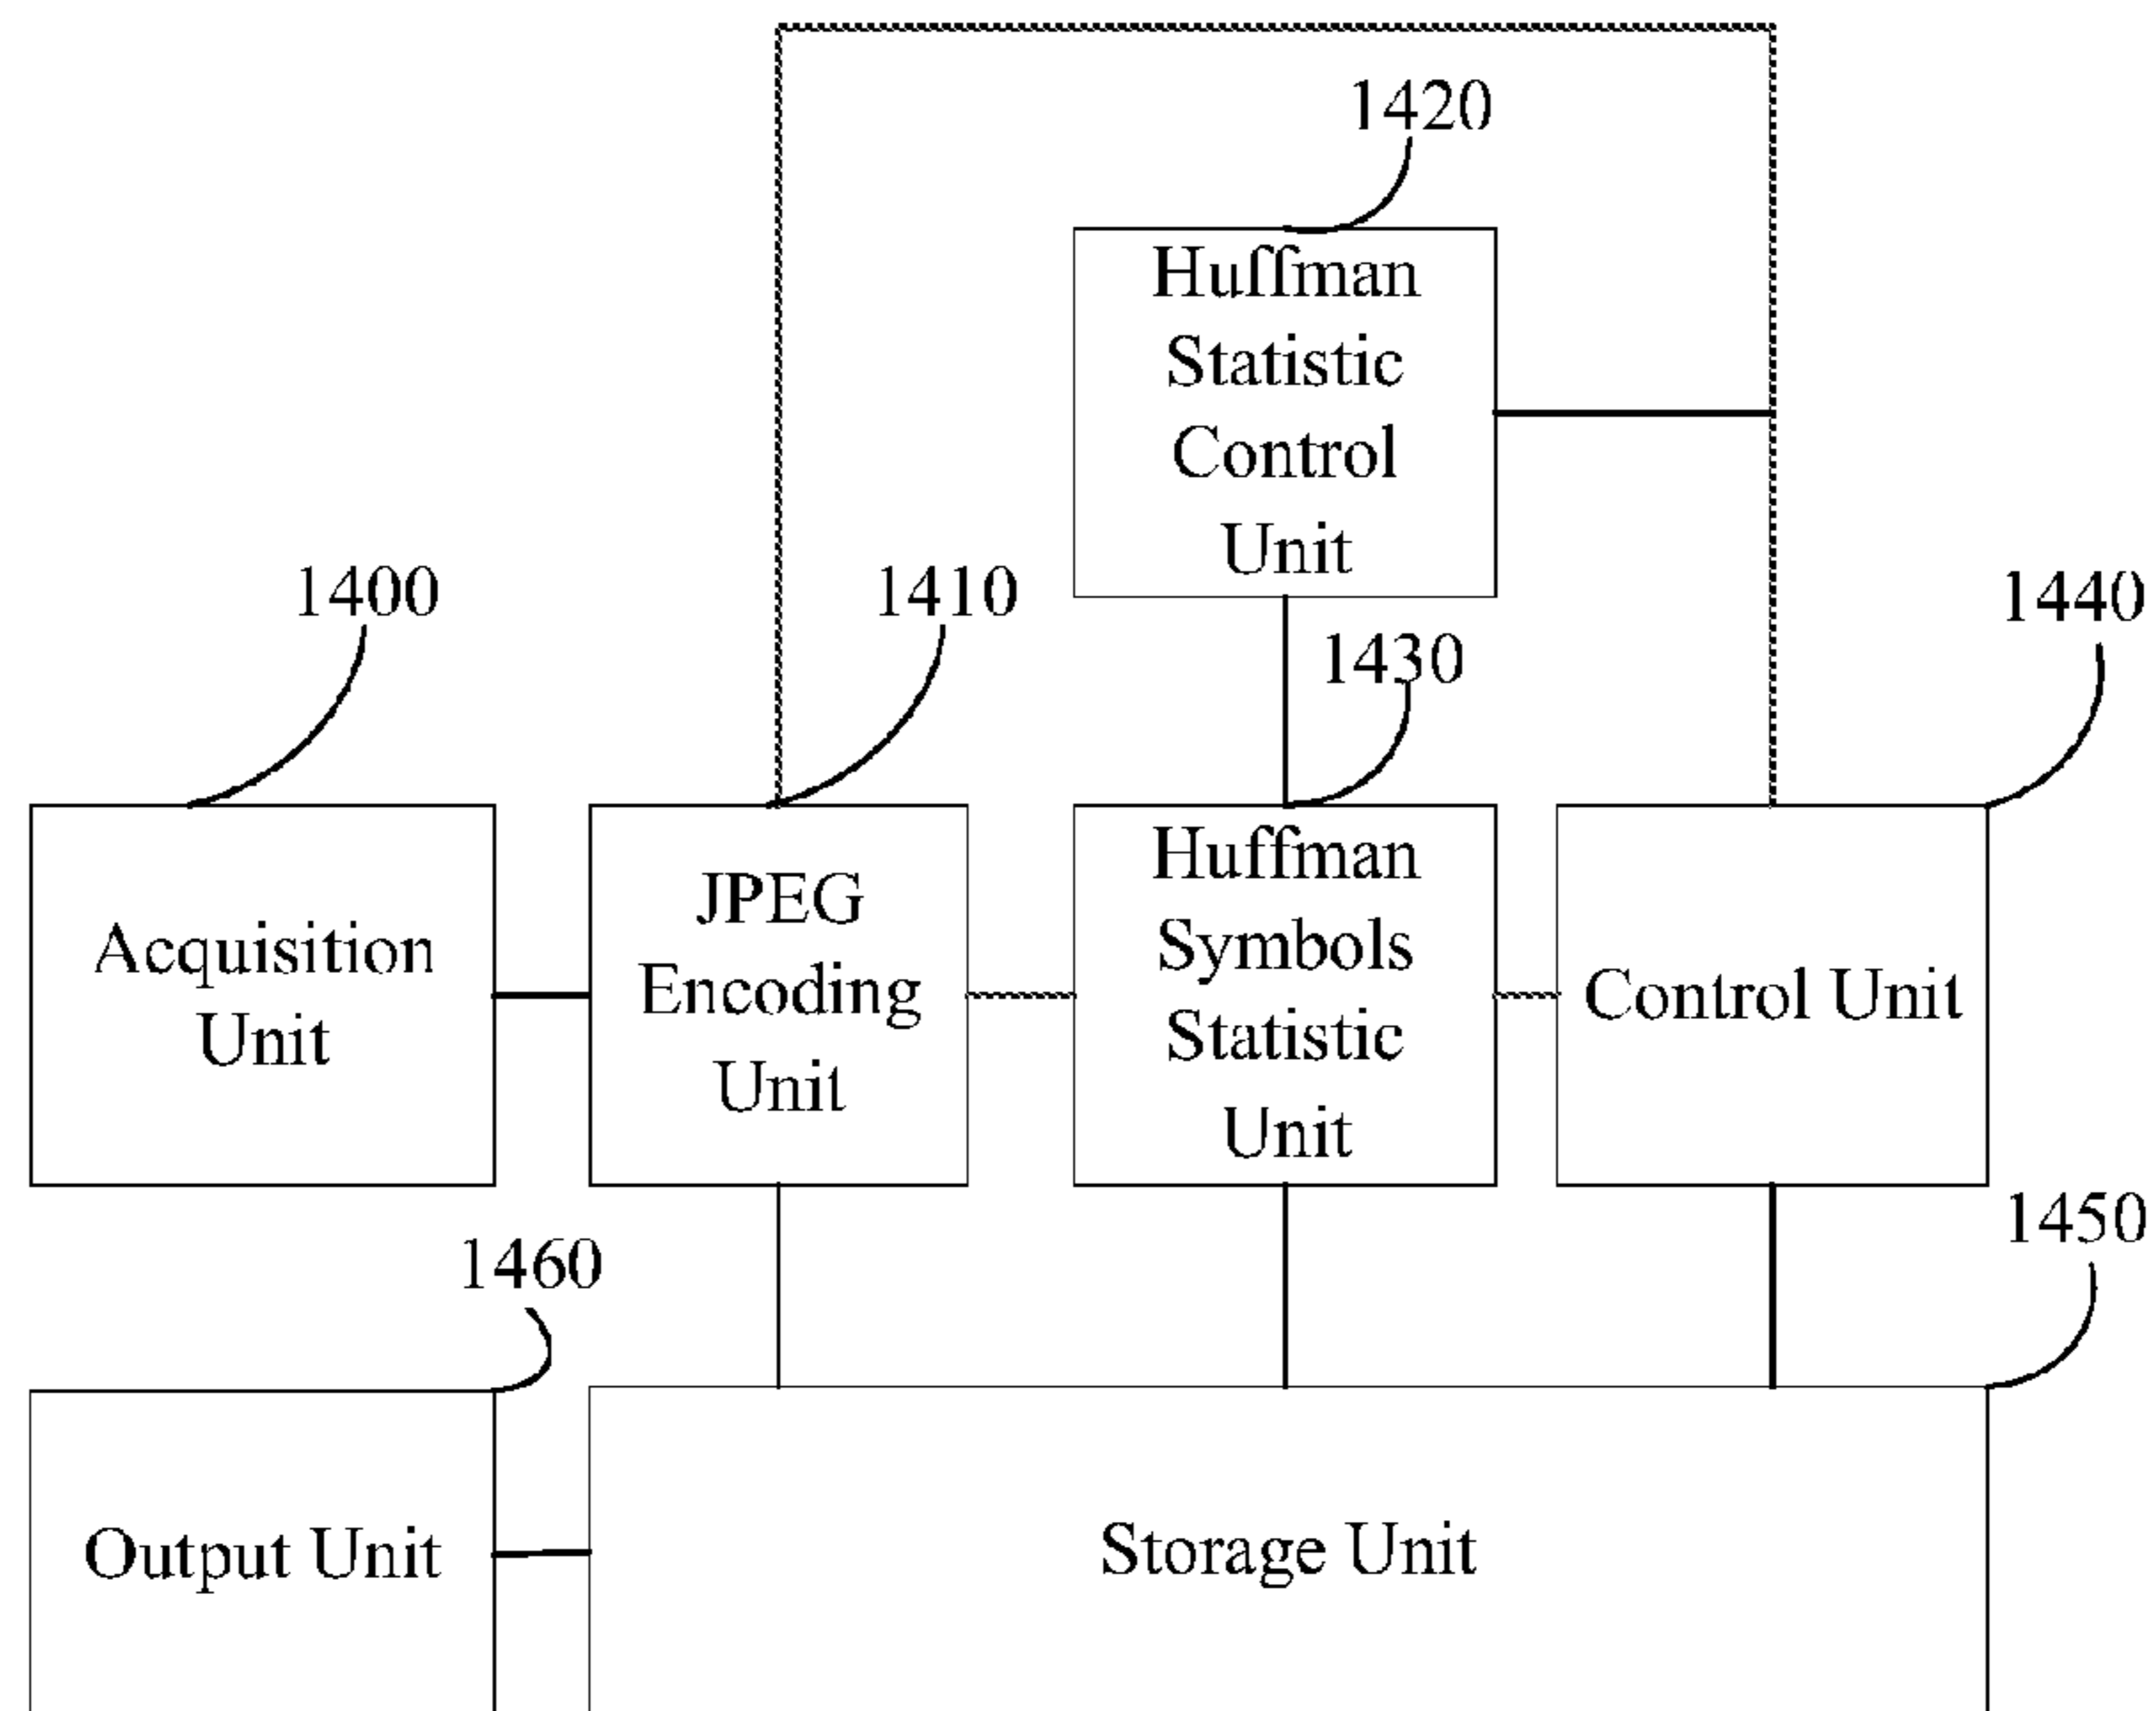 1420
Huffman
Statistic
Control
Unit
1400
1410
1430
1440
Acquisition
Unit
JPEG
Encoding
Unit
Huffman
Symbols
Statistic
Unit
Control Unit
1460
1450
Output Unit
Storage Unit